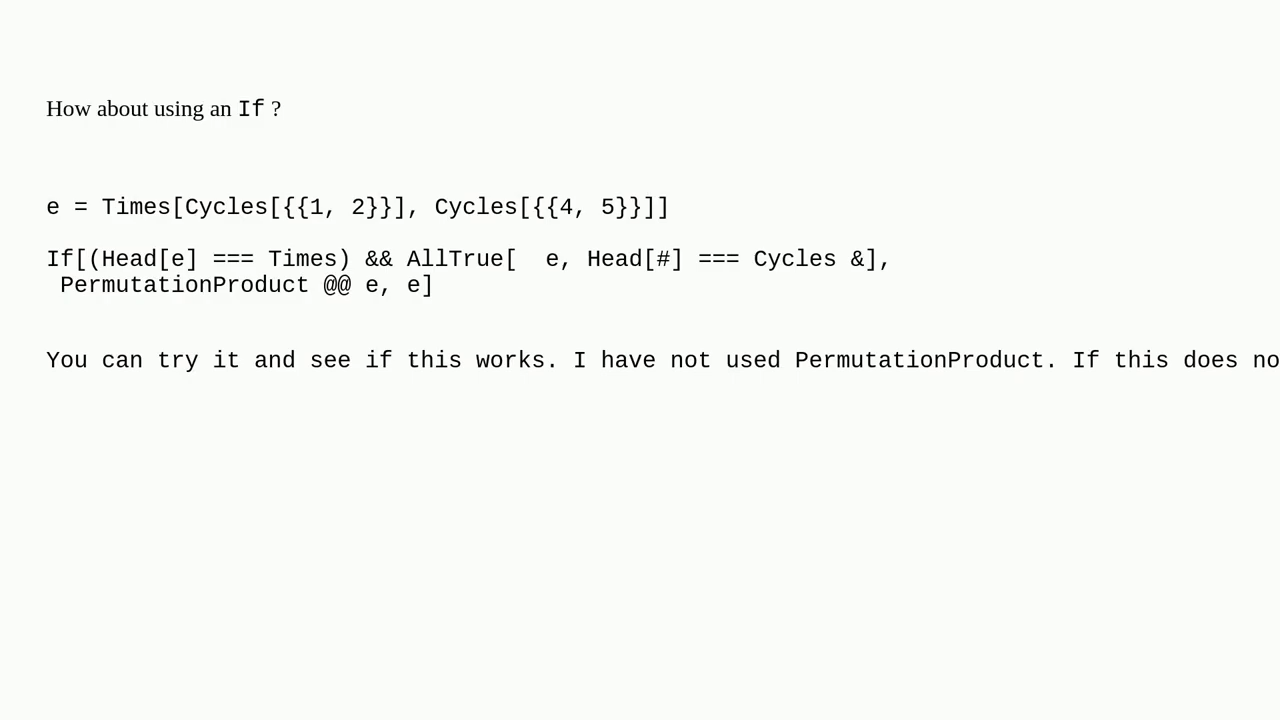 How about using an If ?
e = Times[Cycles[{{1, 2}}], Cycles[{{4, 5}}]]
If[(Head[e] === Times) && AllTrue[  e, Head[#] === Cycles &],
 PermutationProduct @@ e, e]
You can try it and see if this works. I have not used PermutationProduct. If this does